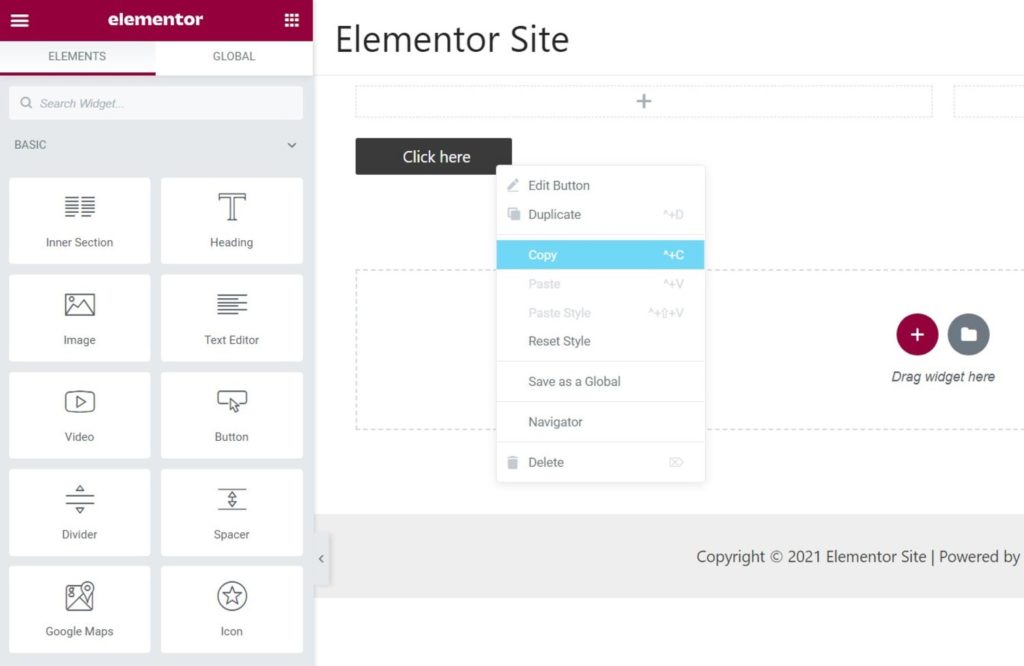 elementor
ELEMENTS GLOBAL
Search Widget...
BASIC
Inner Section Heading
Image Text Editor
Video Button
Divider Spacer
Google Maps Icon
Elementor Site
Click here
Edit Button
Duplicate ^+D
Copy ^+C
Paste ^+V
Paste Style ^+⇧+V
Reset Style
Save as a Global
Navigator
Delete ⌦
Drag widget here
Copyright © 2021 Elementor Site | Powered by